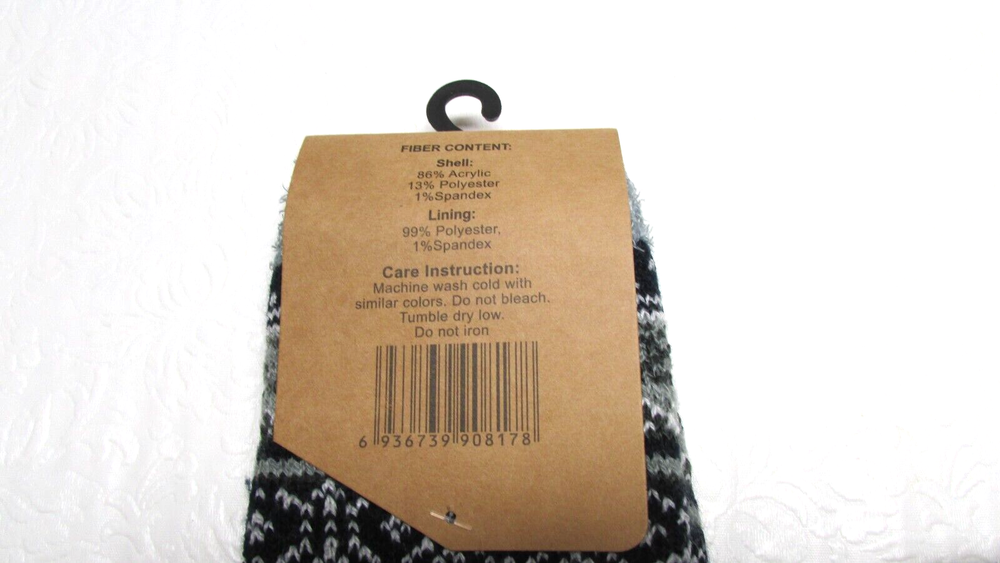 FIBER CONTENT:
Shell:
86% Acrylic
13% Polyester
1%Spandex
Lining:
99% Polyester,
1%Spandex
Care Instruction:
Machine wash cold with
similar colors. Do not bleach.
Tumble dry low.
Do not iron
6 936739 908178